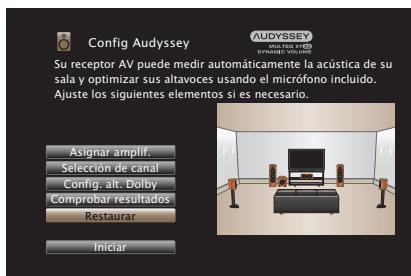 Config Audyssey
AUDYSSEY
MULTEQ XT32
DYNAMIC VOLUME
Su receptor AV puede medir automáticamente la acústica de su
sala y optimizar sus altavoces usando el micrófono incluido.
Ajuste los siguientes elementos si es necesario.
Asignar amplif.
Selección de canal
Config. alt. Dolby
Comprobar resultados
Restaurar
Iniciar